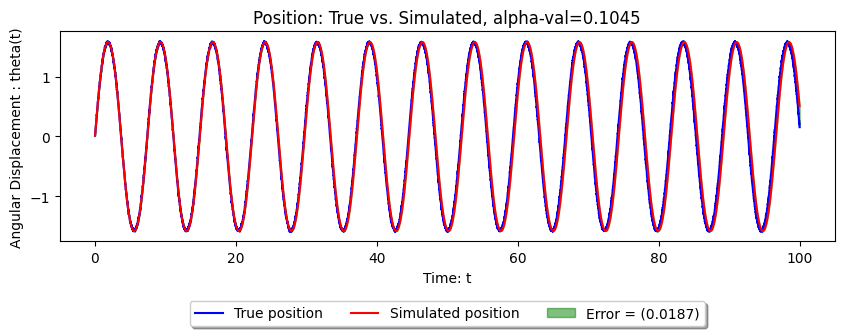 Position: True vs. Simulated, alpha-val=0.1045
Angular Displacement : theta(t)
1
0
−1
0 20 40 60 80 100
Time: t
True position Simulated position Error = (0.0187)